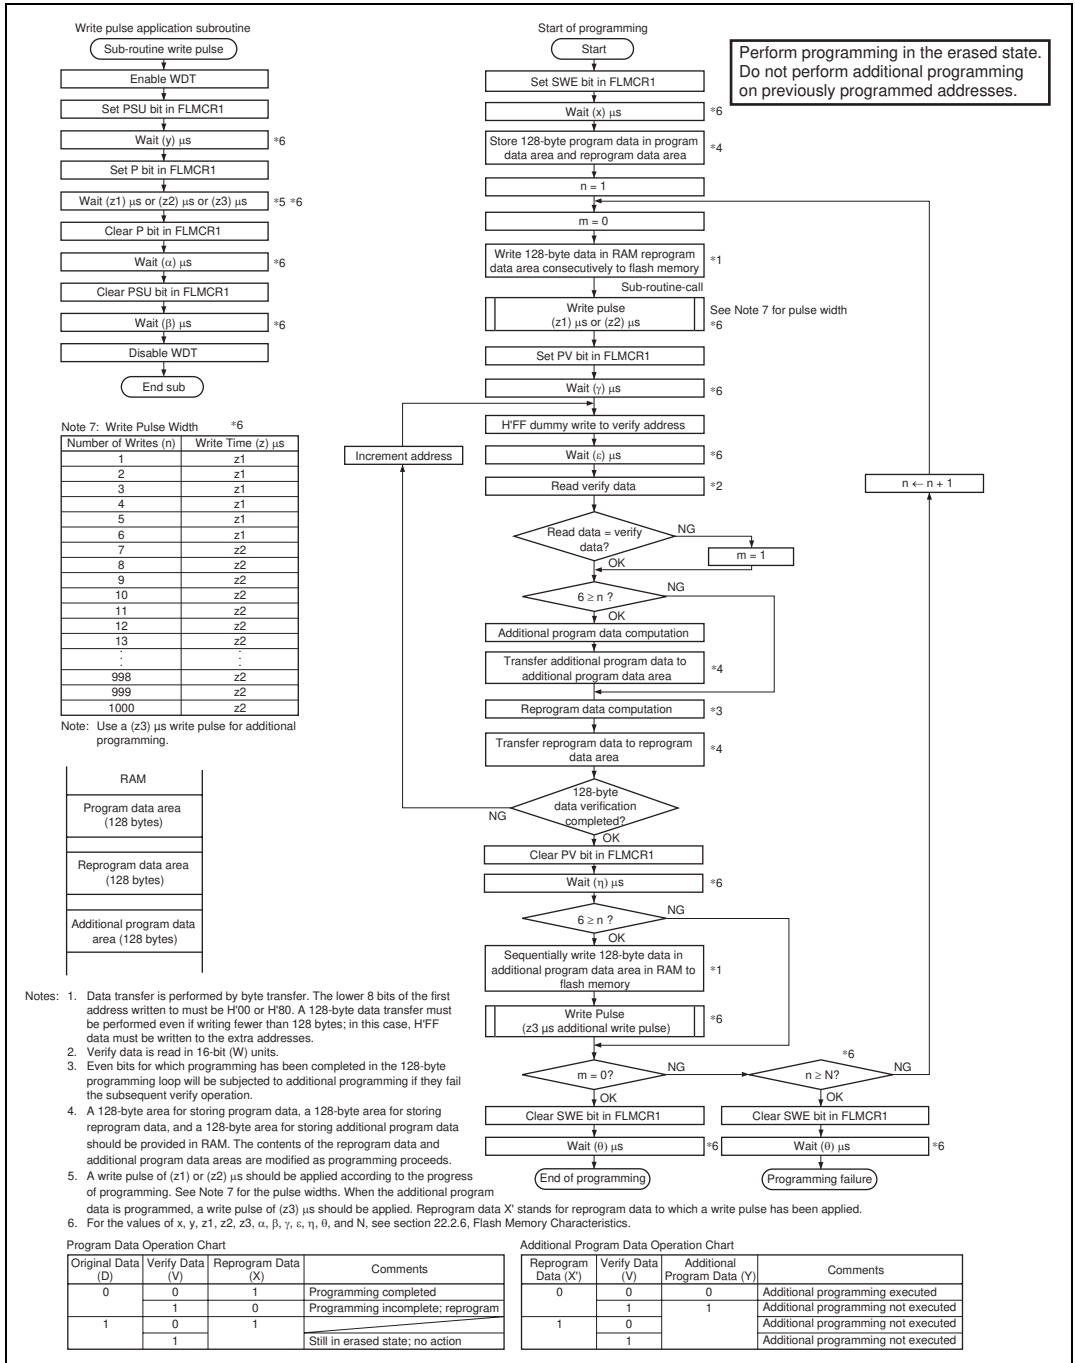 Write pulse application subroutine
Sub-routine write pulse
Enable WDT
Set PSU bit in FLMCR1
Wait (y) µs *6
Set P bit in FLMCR1
Wait (z1) µs or (z2) µs or (z3) µs *5 *6
Clear P bit in FLMCR1
Wait (α) µs *6
Clear PSU bit in FLMCR1
Wait (β) µs *6
Disable WDT
End sub
Note 7: Write Pulse Width *6
Number of Writes (n) Write Time (z) µs
1 z1
2 z1
3 z1
4 z1
5 z1
6 z1
7 z2
8 z2
9 z2
10 z2
11 z2
12 z2
13 z2
⋮ ⋮
998 z2
999 z2
1000 z2
Note: Use a (z3) µs write pulse for additional
programming.
RAM
Program data area
(128 bytes)
Reprogram data area
(128 bytes)
Additional program data
area (128 bytes)
Start of programming
Start
Set SWE bit in FLMCR1
Wait (x) µs *6
Store 128-byte program data in program
data area and reprogram data area *4
n = 1
m = 0
Write 128-byte data in RAM reprogram
data area consecutively to flash memory *1
Sub-routine-call
Write pulse
(z1) µs or (z2) µs
See Note 7 for pulse width
*6
Set PV bit in FLMCR1
Wait (γ) µs *6
H'FF dummy write to verify address
Increment address
Wait (ε) µs *6
Read verify data *2
n ← n + 1
Read data = verify
data?
NG
m = 1
OK
6 ≥ n ?
NG
OK
Additional program data computation
Transfer additional program data to
additional program data area *4
Reprogram data computation *3
Transfer reprogram data to reprogram
data area *4
128-byte
data verification
completed?
NG
OK
Clear PV bit in FLMCR1
Wait (η) µs *6
6 ≥ n ?
NG
OK
Sequentially write 128-byte data in
additional program data area in RAM to
flash memory *1
Write Pulse
(z3 µs additional write pulse) *6
m = 0?
NG
n ≥ N?
*6
NG
OK
OK
Clear SWE bit in FLMCR1
Clear SWE bit in FLMCR1
Wait (θ) µs *6
Wait (θ) µs *6
End of programming
Programming failure
Perform programming in the erased state.
Do not perform additional programming
on previously programmed addresses.
Notes: 1. Data transfer is performed by byte transfer. The lower 8 bits of the first
address written to must be H'00 or H'80. A 128-byte data transfer must
be performed even if writing fewer than 128 bytes; in this case, H'FF
data must be written to the extra addresses.
2. Verify data is read in 16-bit (W) units.
3. Even bits for which programming has been completed in the 128-byte
programming loop will be subjected to additional programming if they fail
the subsequent verify operation.
4. A 128-byte area for storing program data, a 128-byte area for storing
reprogram data, and a 128-byte area for storing additional program data
should be provided in RAM. The contents of the reprogram data and
additional program data areas are modified as programming proceeds.
5. A write pulse of (z1) or (z2) µs should be applied according to the progress
of programming. See Note 7 for the pulse widths. When the additional program
data is programmed, a write pulse of (z3) µs should be applied. Reprogram data X' stands for reprogram data to which a write pulse has been applied.
6. For the values of x, y, z1, z2, z3, α, β, γ, ε, η, θ, and N, see section 22.2.6, Flash Memory Characteristics.
Program Data Operation Chart
Original Data
(D) Verify Data
(V) Reprogram Data
(X) Comments
0 0 1 Programming completed
1 0 Programming incomplete; reprogram
1 0 1
1 Still in erased state; no action
Additional Program Data Operation Chart
Reprogram
Data (X') Verify Data
(V) Additional
Program Data (Y) Comments
0 0 0 Additional programming executed
1 1 Additional programming not executed
1 0 Additional programming not executed
1 Additional programming not executed